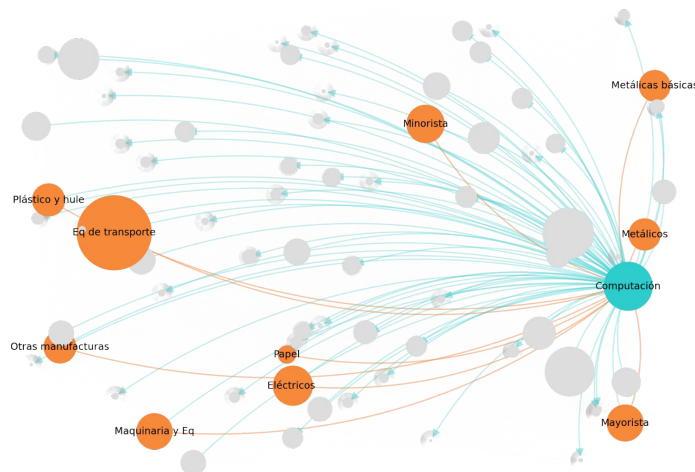 Metálicas básicas
Minorista
Plástico y hule
Eq de transporte
Metálicos
Computación
Otras manufacturas
Papel
Eléctricos
Mayorista
Maquinaria y Eq